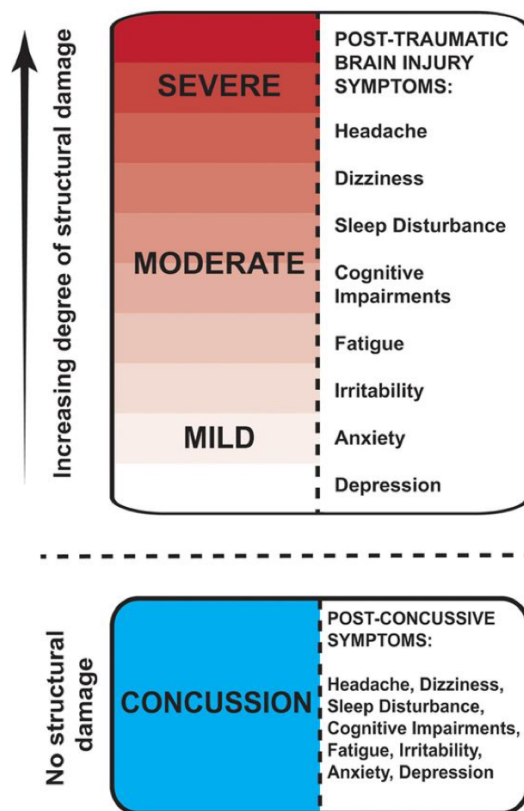 Increasing degree of structural damage
SEVERE
MODERATE
MILD
POST-TRAUMATIC
BRAIN INJURY
SYMPTOMS:
Headache
Dizziness
Sleep Disturbance
Cognitive
Impairments
Fatigue
Irritability
Anxiety
Depression
No structural
damage
CONCUSSION
POST-CONCUSSIVE
SYMPTOMS:
Headache, Dizziness,
Sleep Disturbance,
Cognitive Impairments,
Fatigue, Irritability,
Anxiety, Depression